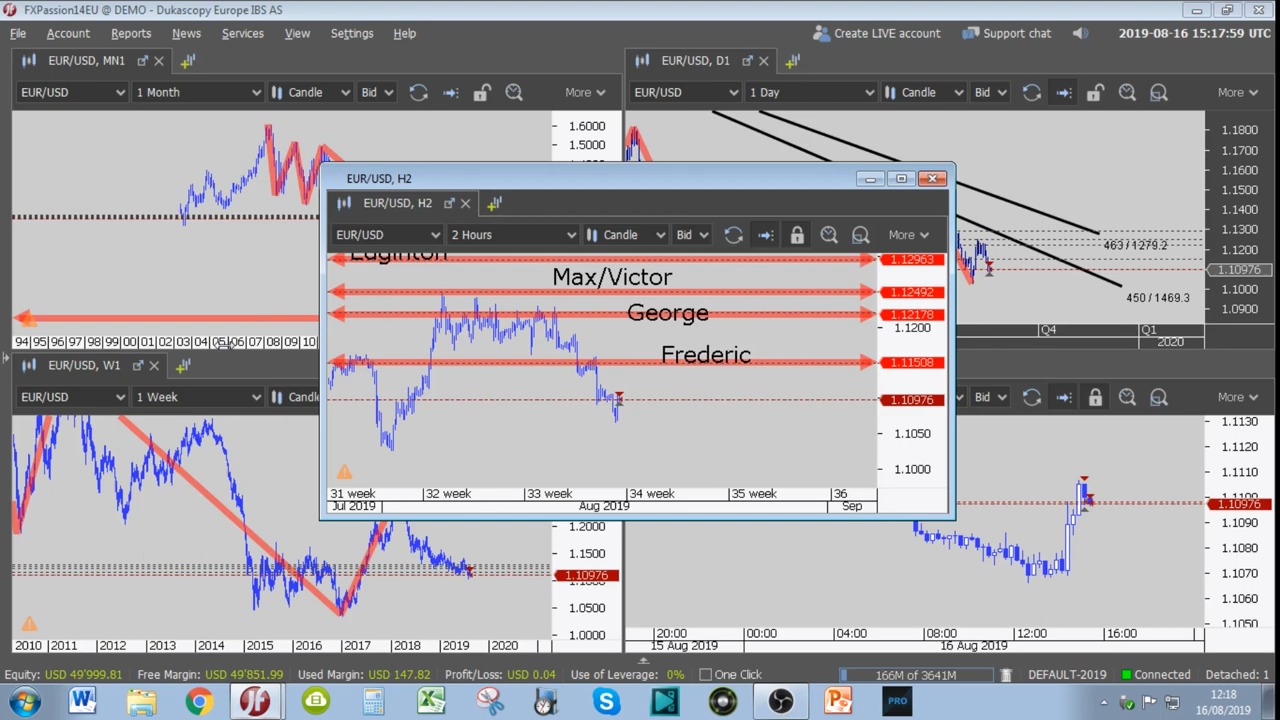 FXPassion14EU @ DEMO - Dukascopy Europe IBS AS
File Account Reports News Services View Settings Help
Create LIVE account Support chat 2019-08-16 15:17:59 UTC
EUR/USD, MN1
EUR/USD 1 Month Candle Bid More
1.6000
1.5000
94 95 96 97 98 99 00 01 02 03 04 05 06 07 08 09 10
EUR/USD, D1
EUR/USD 1 Day Candle Bid More
1.1800
1.1700
1.1600
1.1500
1.1400
1.1300
1.1200
1.10976
1.1000
1.0900
463 / 1279.2
450 / 1469.3
Q4 Q1
2020
EUR/USD, H2
EUR/USD, H2
EUR/USD 2 Hours Candle Bid More
Edginton
Max/Victor
George
Frederic
1.12963
1.12492
1.12178
1.1200
1.11508
1.10976
1.1050
1.1000
31 week 32 week 33 week 34 week 35 week 36
Jul 2019 Aug 2019 Sep
EUR/USD, W1
EUR/USD 1 Week Candle
1.2000
1.1500
1.10976
1.0500
1.0000
2010 2011 2012 2013 2014 2015 2016 2017 2018 2019 2020
Bid More
1.1130
1.1120
1.1110
1.1100
1.10976
1.1090
1.1080
1.1070
1.1060
1.1050
20:00 00:00 04:00 08:00 12:00 16:00
15 Aug 2019 16 Aug 2019
Equity: USD 49'999.81 Free Margin: USD 49'851.99 Used Margin: USD 147.82 Profit/Loss: USD 0.04 Use of Leverage: 0% One Click 166M of 3641M DEFAULT-2019 Connected Detached: 1
PRO
12:18
16/08/2019